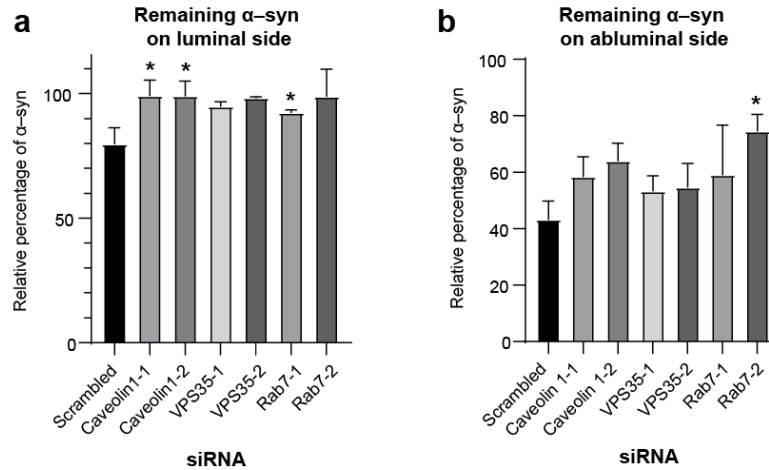 a
Remaining α–syn
on luminal side
Relative percentage of α–syn
100
50
0
*
*
*
Scrambled
Caveolin1-1
Caveolin1-2
VPS35-1
VPS35-2
Rab7-1
Rab7-2
siRNA
b
Remaining α–syn
on abluminal side
Relative percentage of α–syn
100
80
60
40
20
0
*
Scrambled
Caveolin 1-1
Caveolin 1-2
VPS35-1
VPS35-2
Rab7-1
Rab7-2
siRNA